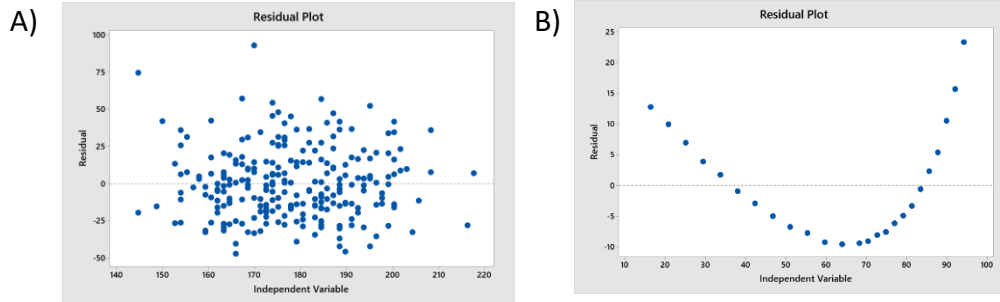 A)
Residual Plot
100
75
50
25
0
-25
-50
Residual
140 150 160 170 180 190 200 210 220
Independent Variable
B)
Residual Plot
25
20
15
10
5
0
-5
-10
Residual
10 20 30 40 50 60 70 80 90 100
Independent Variable